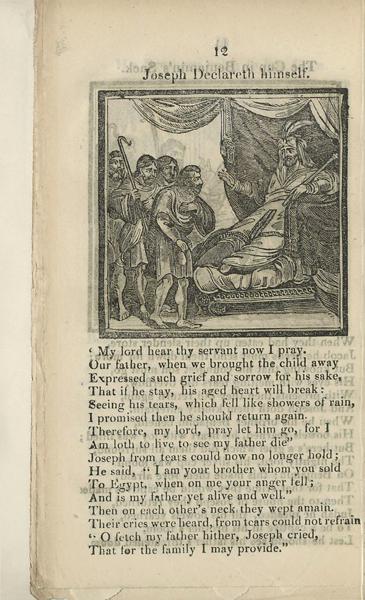 12
Joseph Declareth himself.
‘ My lord hear thy servant now I pray.
Our father, when we brought the child away
Expressed such grief and sorrow for his sake,
That if he stay, his aged heart will break:
Seeing his tears, which fell like showers of rain,
I promised then he should return again.
Therefore, my lord, pray let him go, for I
Am loth to live to see my father die”
Joseph from tears could now no longer hold;
He said, “ I am your brother whom you sold
To Egypt, when on me your anger fell;
And is my father yet alive and well.”
Then on each other's neck they wept amain.
Their cries were heard, from tears could not refrain
“ O fetch my father hither, Joseph cried,
That for the family I may provide.”